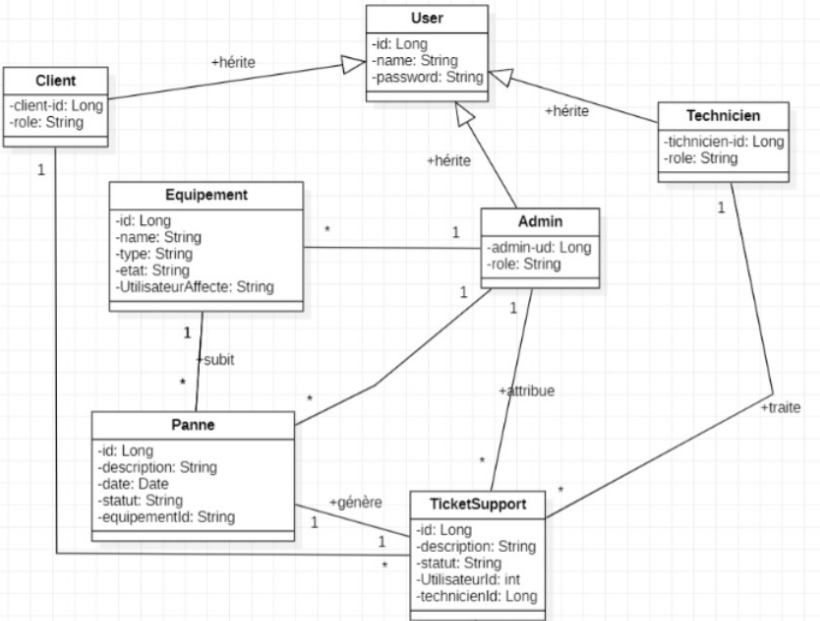 User
-id: Long
-name: String
-password: String
+hérite
Client
-client-id: Long
-role: String
+hérite
Technicien
-tichnicien-id: Long
-role: String
+hérite
1
Equipement
-id: Long
-name: String
-type: String
-etat: String
-UtilisateurAffecte: String
*
1
Admin
-admin-ud: Long
-role: String
1
1
1
1
+subit
*
*
+attribue
+traite
Panne
-id: Long
-description: String
-date: Date
-statut: String
-equipementId: String
*
*
+génère
1
1
*
TicketSupport
-id: Long
-description: String
-statut: String
-UtilisateurId: int
-technicienId: Long